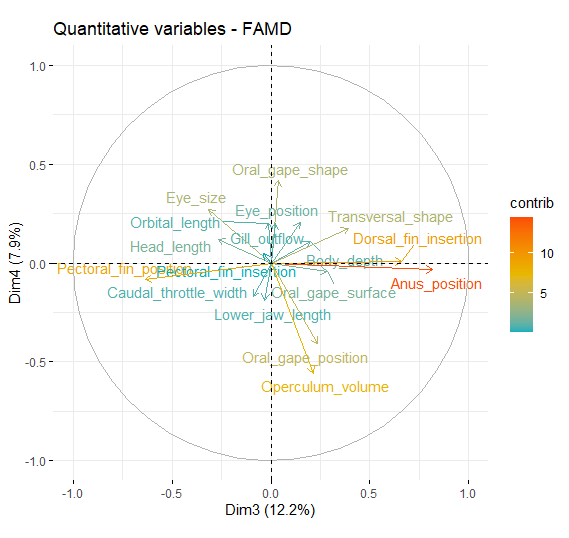 Quantitative variables - FAMD
1.0
0.5
0.0
-0.5
-1.0
Dim4 (7.9%)
Oral_gape_shape
Eye_size
Eye_position
Orbital_length
Transversal_shape
Head_length
Gill_outflow
Dorsal_fin_insertion
Body_depth
Pectoral_fin_position
Pectoral_fin_insertion
Anus_position
Caudal_throttle_width
Oral_gape_surface
Lower_jaw_length
Oral_gape_position
Operculum_volume
-1.0 -0.5 0.0 0.5 1.0
Dim3 (12.2%)
contrib
10
5